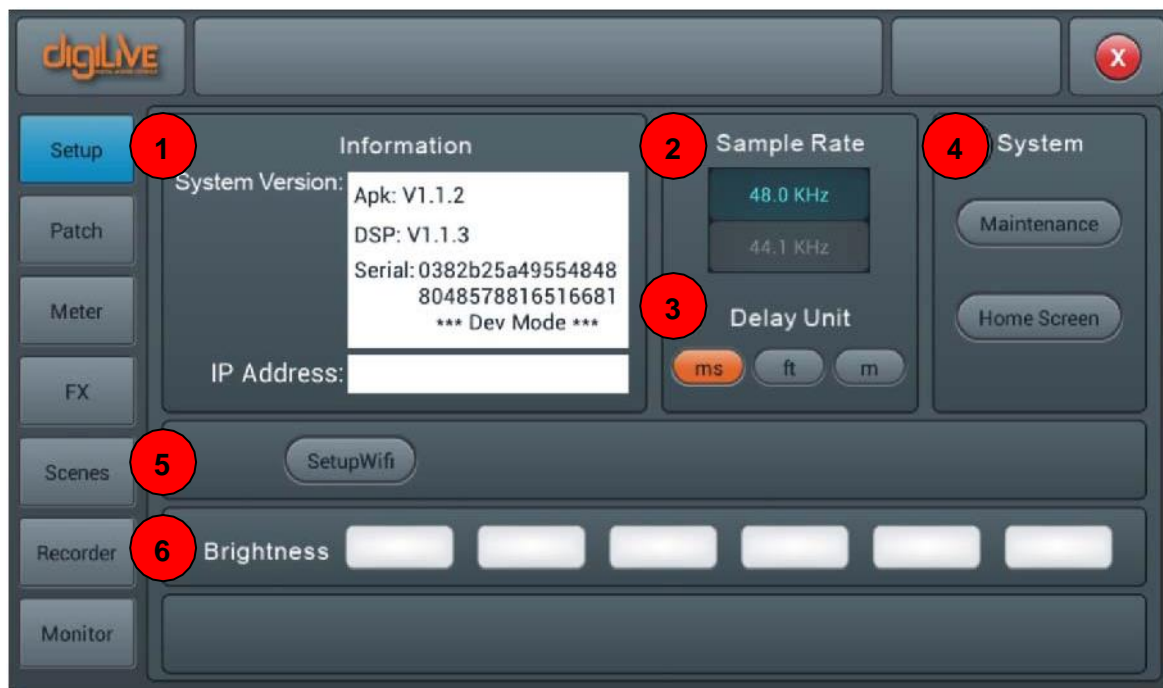 digiLiVE
X
Setup
Patch
Meter
FX
Scenes
Recorder
Monitor
1
Information
System Version:
Apk: V1.1.2
DSP: V1.1.3
Serial: 0382b25a49554848
8048578816516681
*** Dev Mode ***
IP Address:
2
Sample Rate
48.0 KHz
44.1 KHz
3
Delay Unit
ms ft m
4
System
Maintenance
Home Screen
5
SetupWifi
6
Brightness